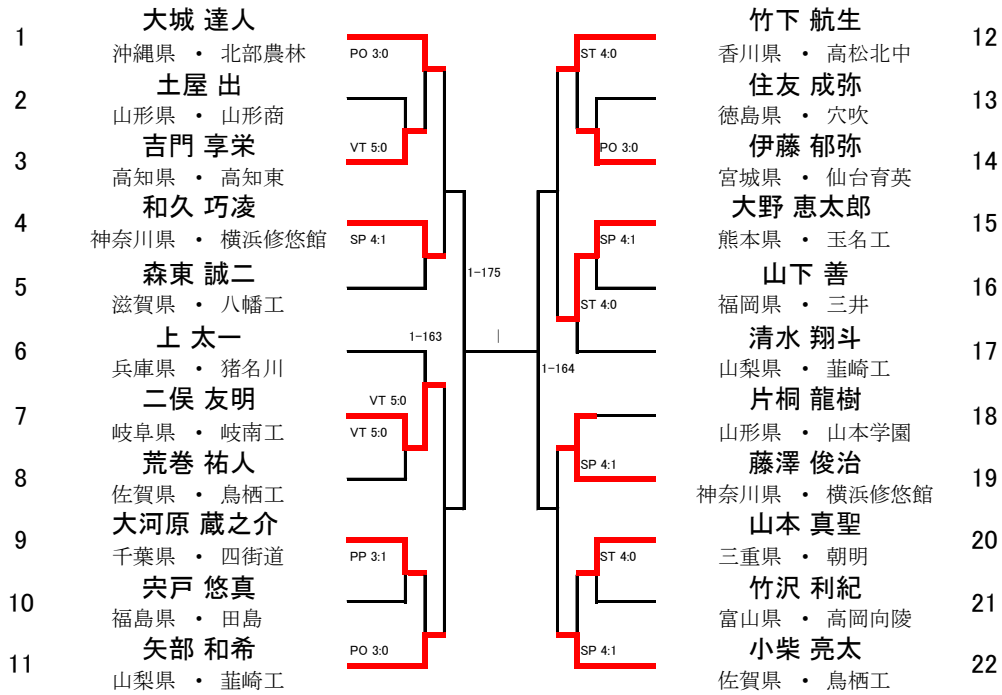 1
大城 達人
沖縄県 ・ 北部農林
PO 3:0
2
土屋 出
山形県 ・ 山形商
3
吉門 享栄
高知県 ・ 高知東
VT 5:0
4
和久 巧凌
神奈川県 ・ 横浜修悠館
SP 4:1
5
森東 誠二
滋賀県 ・ 八幡工
6
上 太一
兵庫県 ・ 猪名川
1-163
7
二俣 友明
岐阜県 ・ 岐南工
VT 5:0
VT 5:0
8
荒巻 祐人
佐賀県 ・ 鳥栖工
9
大河原 蔵之介
千葉県 ・ 四街道
PP 3:1
10
宍戸 悠真
福島県 ・ 田島
11
矢部 和希
山梨県 ・ 韮崎工
PO 3:0
1-175
|
1-164
竹下 航生
香川県 ・ 高松北中
12
ST 4:0
住友 成弥
徳島県 ・ 穴吹
13
伊藤 郁弥
宮城県 ・ 仙台育英
14
PO 3:0
大野 恵太郎
熊本県 ・ 玉名工
15
SP 4:1
山下 善
福岡県 ・ 三井
16
ST 4:0
清水 翔斗
山梨県 ・ 韮崎工
17
片桐 龍樹
山形県 ・ 山本学園
18
藤澤 俊治
神奈川県 ・ 横浜修悠館
19
SP 4:1
山本 真聖
三重県 ・ 朝明
20
ST 4:0
竹沢 利紀
富山県 ・ 高岡向陵
21
小柴 亮太
佐賀県 ・ 鳥栖工
22
SP 4:1